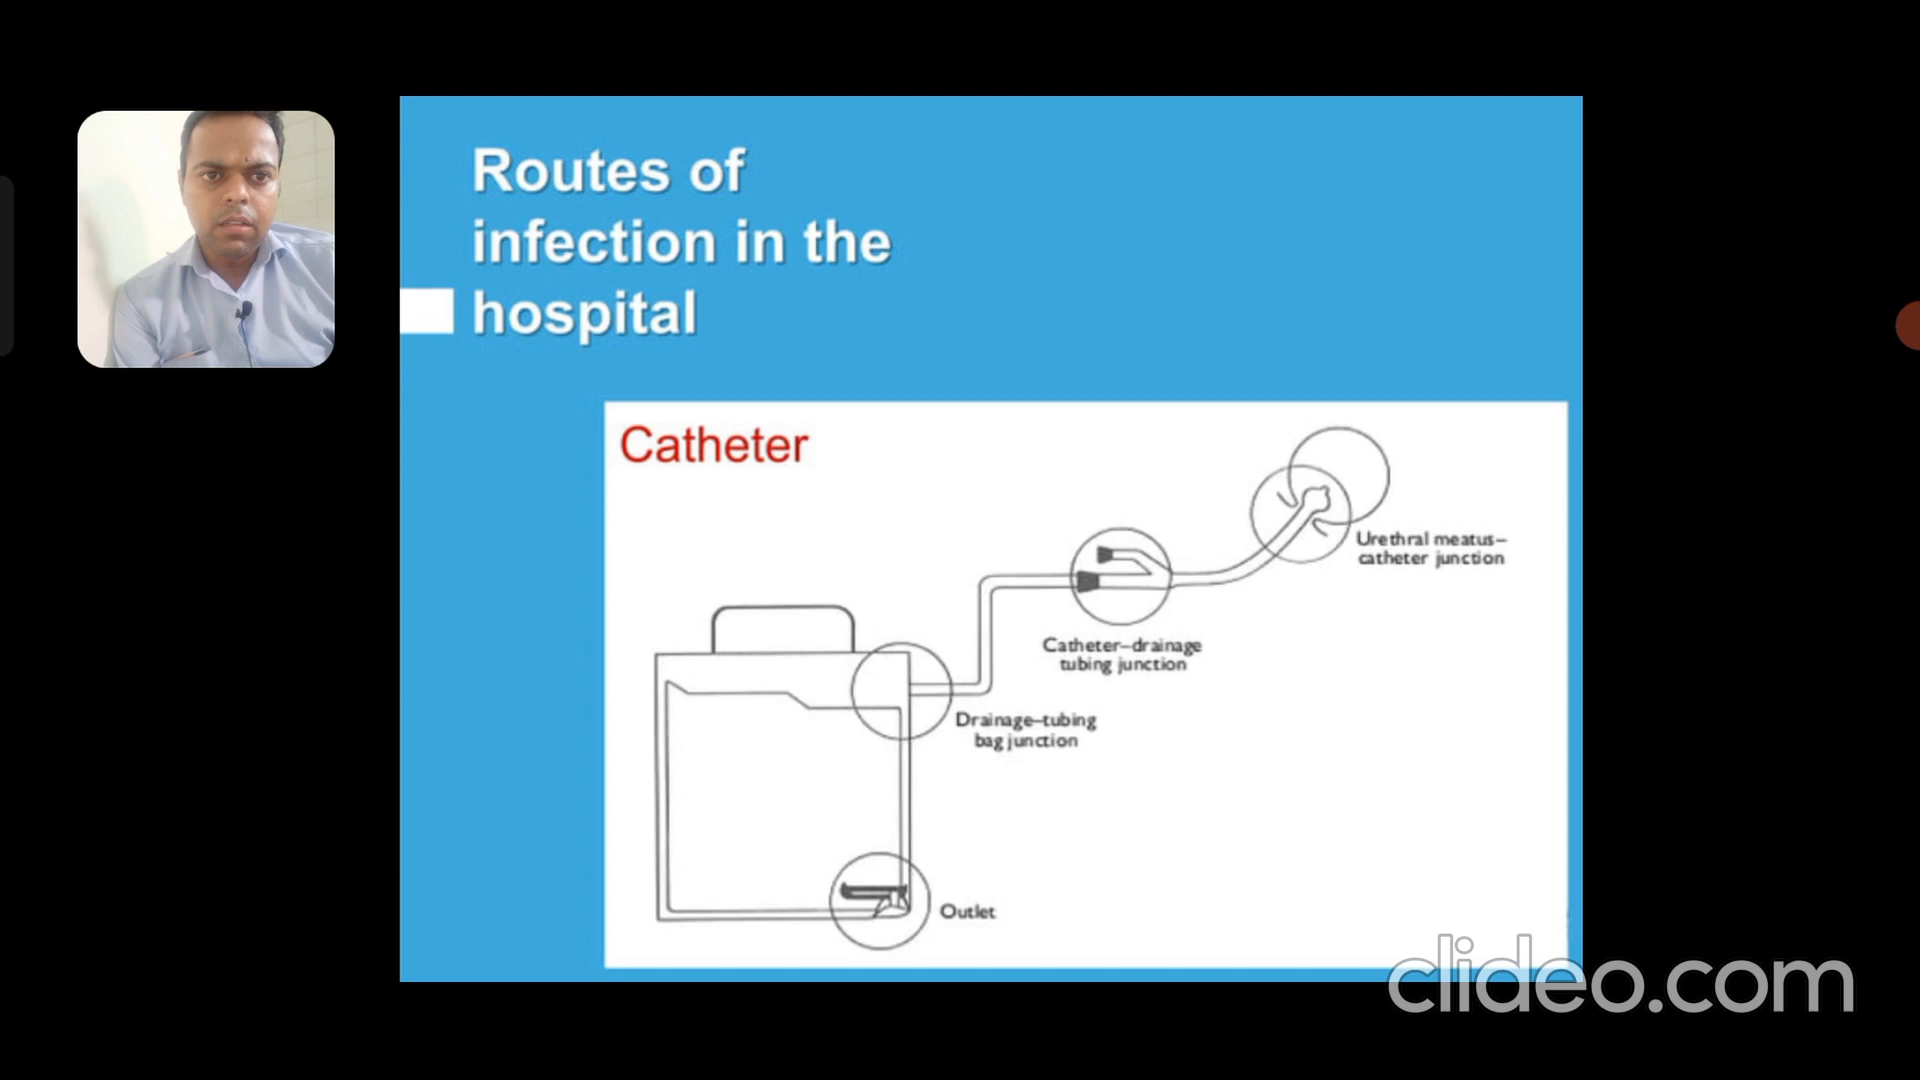 Routes of
infection in the
hospital
Catheter
Urethral meatus–
catheter junction
Catheter–drainage
tubing junction
Drainage–tubing
bag junction
Outlet
clideo.com